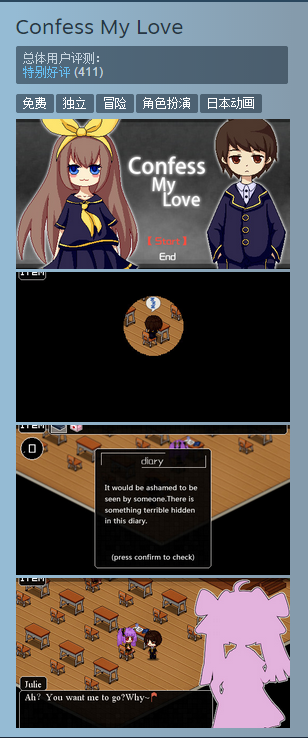 Confess My Love
总体用户评测:
特别好评 (411)
免费 独立 冒险 角色扮演 日本动画
Confess
My
Love
【 Start 】
End
ITEM
ITEM
0
diary
It would be ashamed to be
seen by someone.There is
something terrible hidden
in this diary.
(press confirm to check)
ITEM
Julie
Ah? You want me to go?Why~